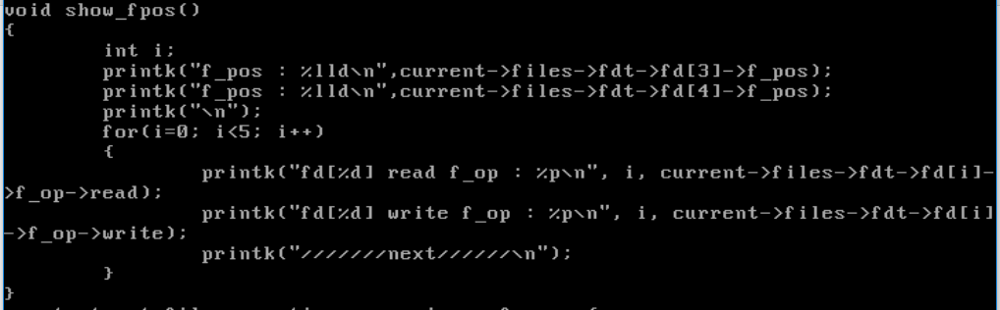 void show_fpos()
{
        int i;
        printk("f_pos : %lld\n",current->files->fdt->fd[3]->f_pos);
        printk("f_pos : %lld\n",current->files->fdt->fd[4]->f_pos);
        printk("\n");
        for(i=0; i<5; i++)
        {
                printk("fd[%d] read f_op : %p\n", i, current->files->fdt->fd[i]-
>f_op->read);
                printk("fd[%d] write f_op : %p\n", i, current->files->fdt->fd[i]
->f_op->write);
                printk("///////next//////\n");
        }
}